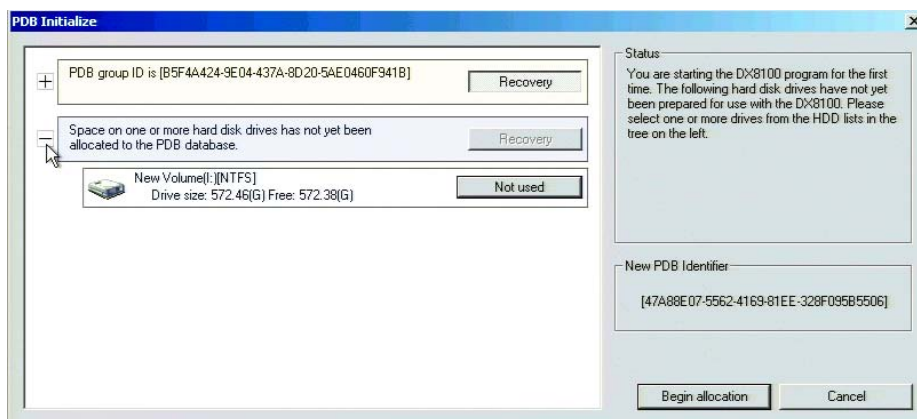 PDB Initialize
PDB group ID is [B5F4A424-9E04-437A-8D20-5AE0460F941B]
Recovery
Space on one or more hard disk drives has not yet been
allocated to the PDB database.
Recovery
New Volume(I:)[NTFS]
Drive size: 572.46(G) Free: 572.38(G)
Not used
Status
You are starting the DX8100 program for the first
time. The following hard disk drives have not yet
been prepared for use with the DX8100. Please
select one or more drives from the HDD lists in the
tree on the left.
New PDB Identifier
[47A88E07-5562-4169-81EE-328F095B5506]
Begin allocation
Cancel